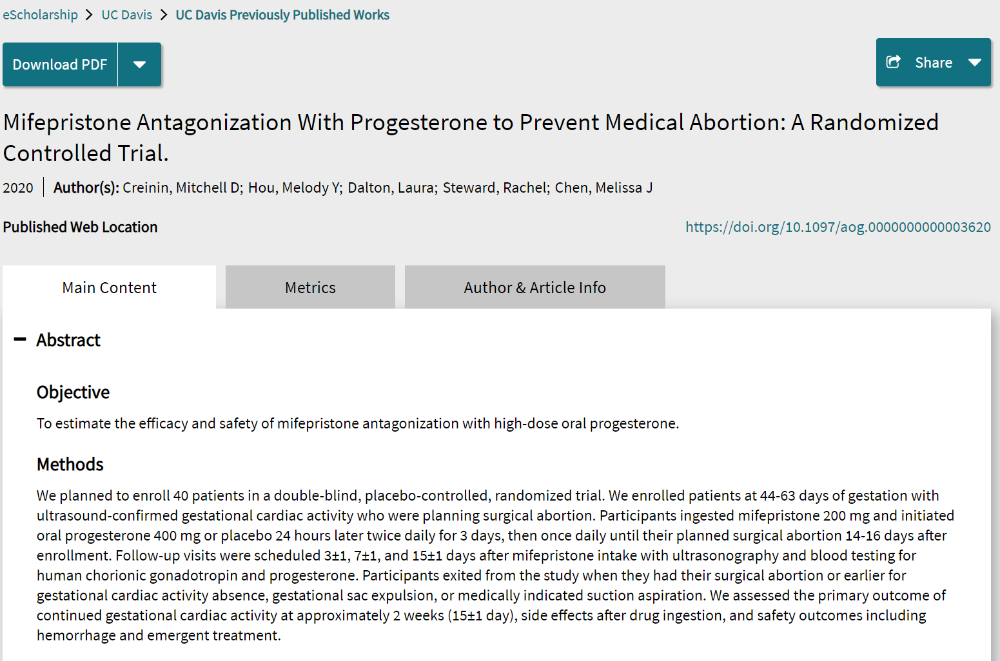 eScholarship > UC Davis > UC Davis Previously Published Works
Download PDF
Share
Mifepristone Antagonization With Progesterone to Prevent Medical Abortion: A Randomized
Controlled Trial.
2020 | Author(s): Creinin, Mitchell D; Hou, Melody Y; Dalton, Laura; Steward, Rachel; Chen, Melissa J
Published Web Location
https://doi.org/10.1097/aog.0000000000003620
Main Content
Metrics
Author & Article Info
Abstract
Objective
To estimate the efficacy and safety of mifepristone antagonization with high-dose oral progesterone.
Methods
We planned to enroll 40 patients in a double-blind, placebo-controlled, randomized trial. We enrolled patients at 44-63 days of gestation with
ultrasound-confirmed gestational cardiac activity who were planning surgical abortion. Participants ingested mifepristone 200 mg and initiated
oral progesterone 400 mg or placebo 24 hours later twice daily for 3 days, then once daily until their planned surgical abortion 14-16 days after
enrollment. Follow-up visits were scheduled 3±1, 7±1, and 15±1 days after mifepristone intake with ultrasonography and blood testing for
human chorionic gonadotropin and progesterone. Participants exited from the study when they had their surgical abortion or earlier for
gestational cardiac activity absence, gestational sac expulsion, or medically indicated suction aspiration. We assessed the primary outcome of
continued gestational cardiac activity at approximately 2 weeks (15±1 day), side effects after drug ingestion, and safety outcomes including
hemorrhage and emergent treatment.